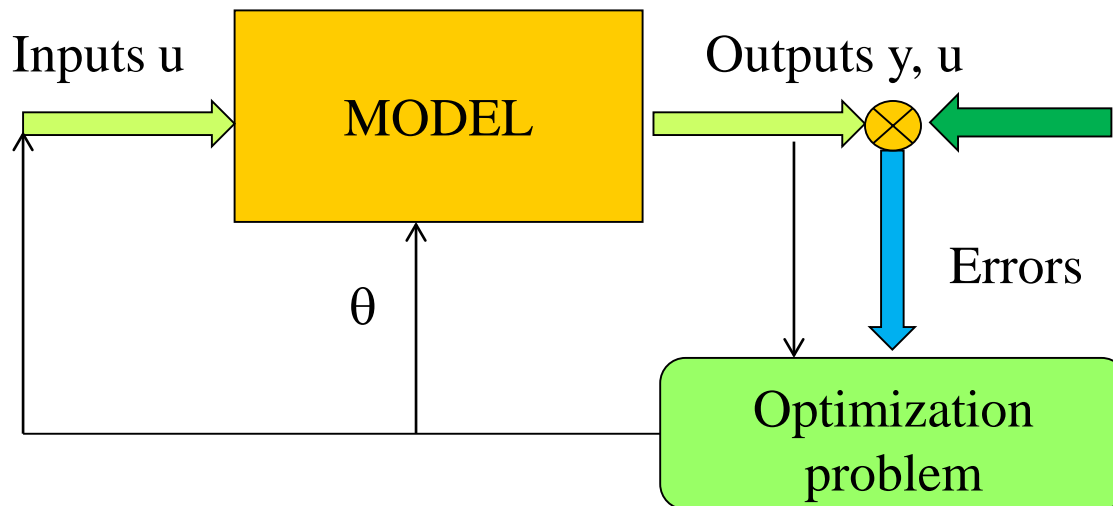 Inputs u
Outputs y, u
MODEL
Errors
θ
Optimization
problem